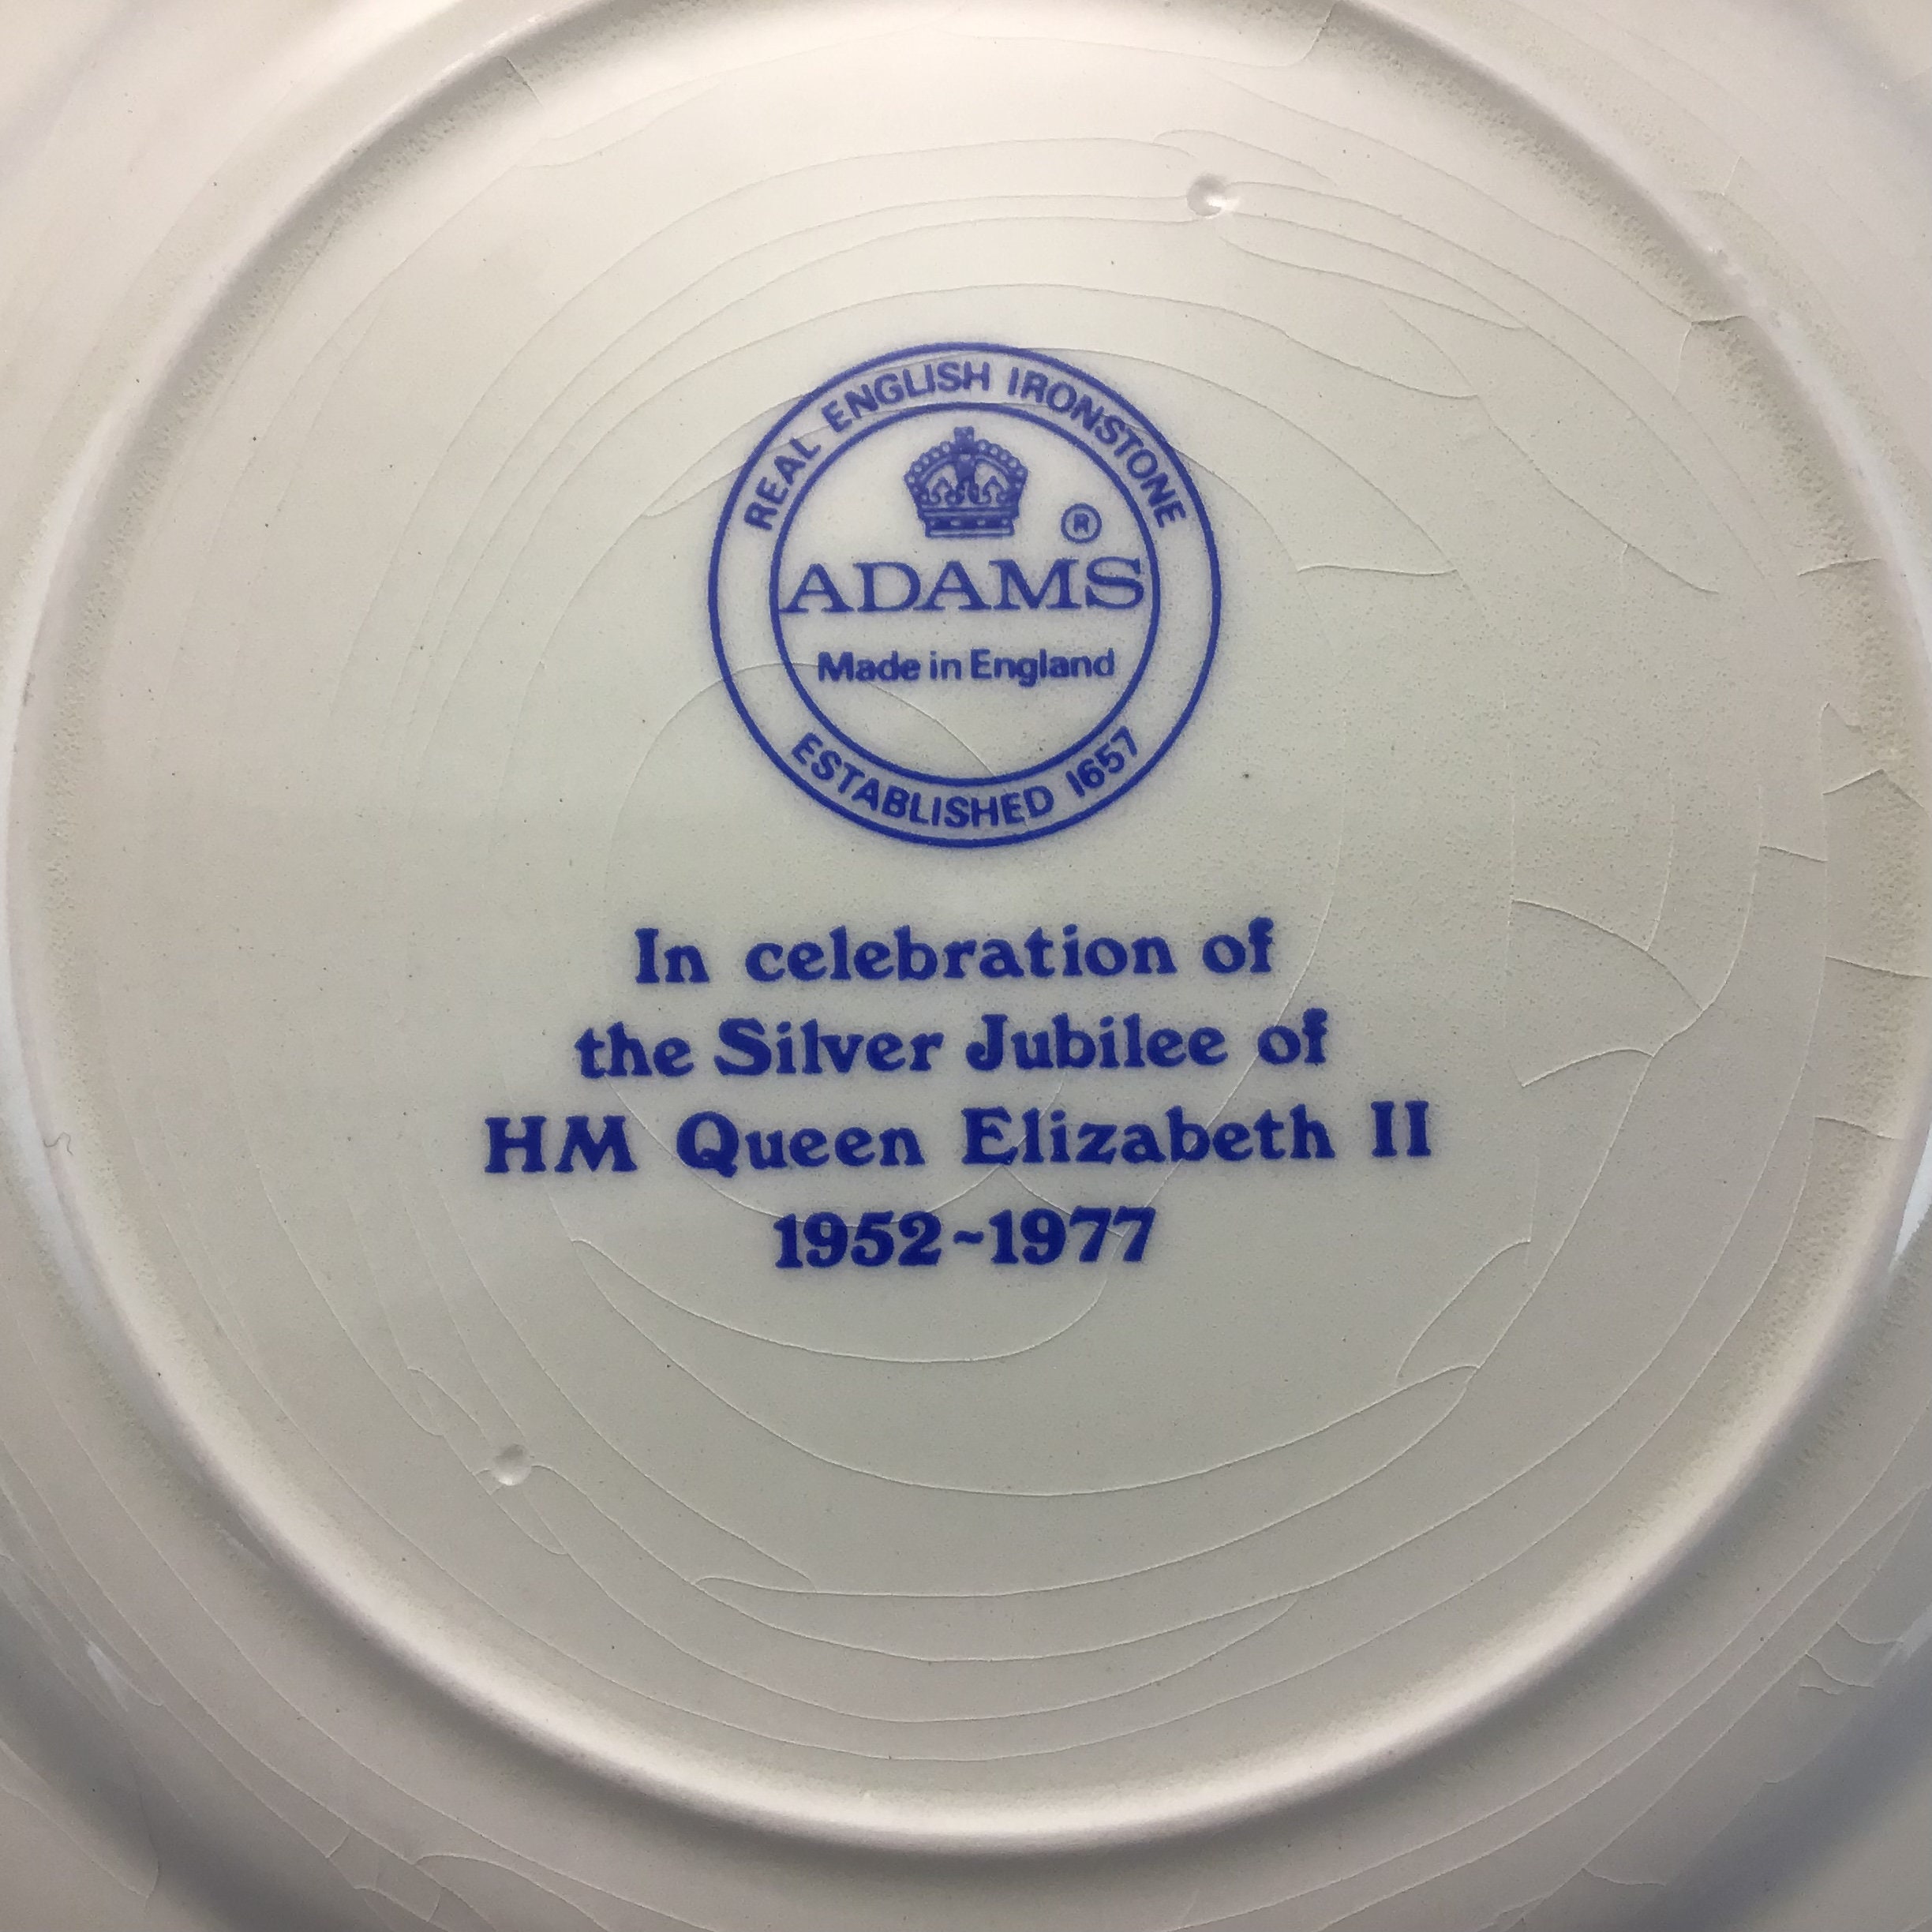 REAL ENGLISH IRONSTONE
®
ADAMS
Made in England
ESTABLISHED 1657
In celebration of
the Silver Jubilee of
HM Queen Elizabeth II
1952~1977